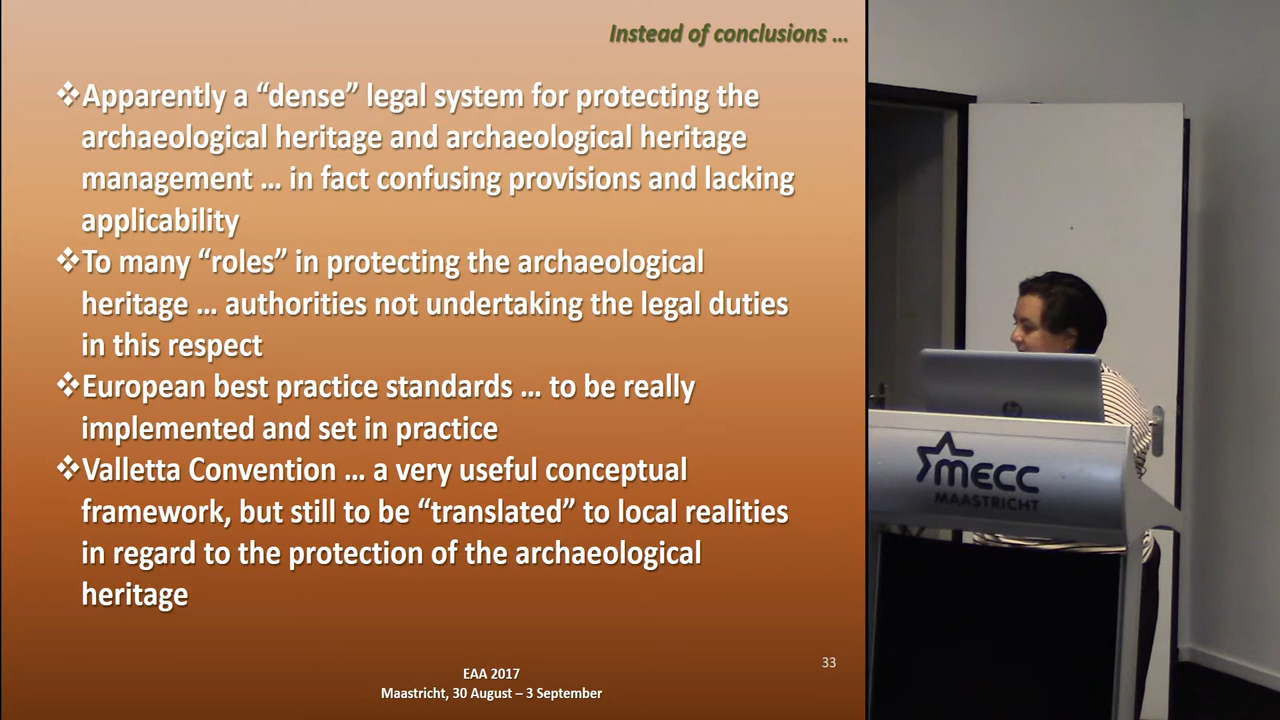 Instead of conclusions ...
❖Apparently a “dense” legal system for protecting the
archaeological heritage and archaeological heritage
management ... in fact confusing provisions and lacking
applicability
❖To many “roles” in protecting the archaeological
heritage ... authorities not undertaking the legal duties
in this respect
❖European best practice standards ... to be really
implemented and set in practice
❖Valletta Convention ... a very useful conceptual
framework, but still to be “translated” to local realities
in regard to the protection of the archaeological
heritage
33
EAA 2017
Maastricht, 30 August – 3 September
hp
mecc
MAASTRICHT